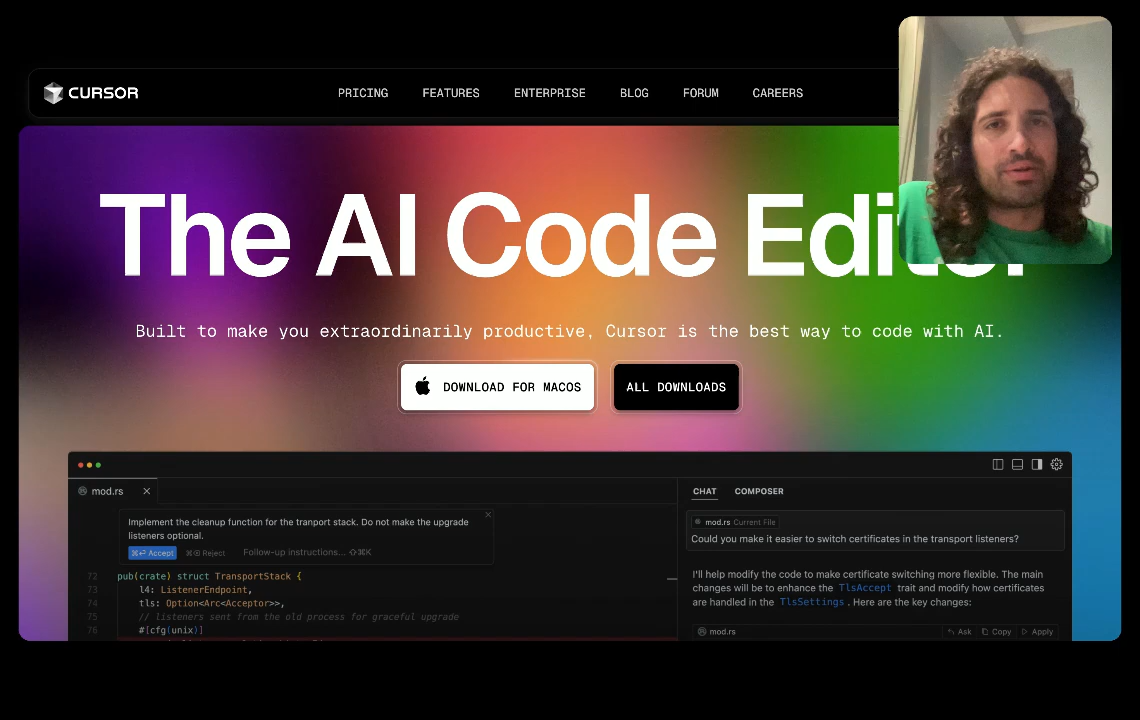 CURSOR
PRICING FEATURES ENTERPRISE BLOG FORUM CAREERS
The AI Code Editor
Built to make you extraordinarily productive, Cursor is the best way to code with AI.
DOWNLOAD FOR MACOS
ALL DOWNLOADS
mod.rs
Implement the cleanup function for the tranport stack. Do not make the upgrade
listeners optional.
⌘⏎ Accept ⌘⌫ Reject Follow-up instructions... ⇧⌘K
72 pub(crate) struct TransportStack {
73 l4: ListenerEndpoint,
74 tls: Option<Arc<Acceptor>>,
75 // listeners sent from the old process for graceful upgrade
76 #[cfg(unix)]
CHAT COMPOSER
mod.rs Current File
Could you make it easier to switch certificates in the transport listeners?
I'll help modify the code to make certificate switching more flexible. The main
changes will be to enhance the TlsAccept trait and modify how certificates
are handled in the TlsSettings . Here are the key changes:
mod.rs Ask Copy Apply